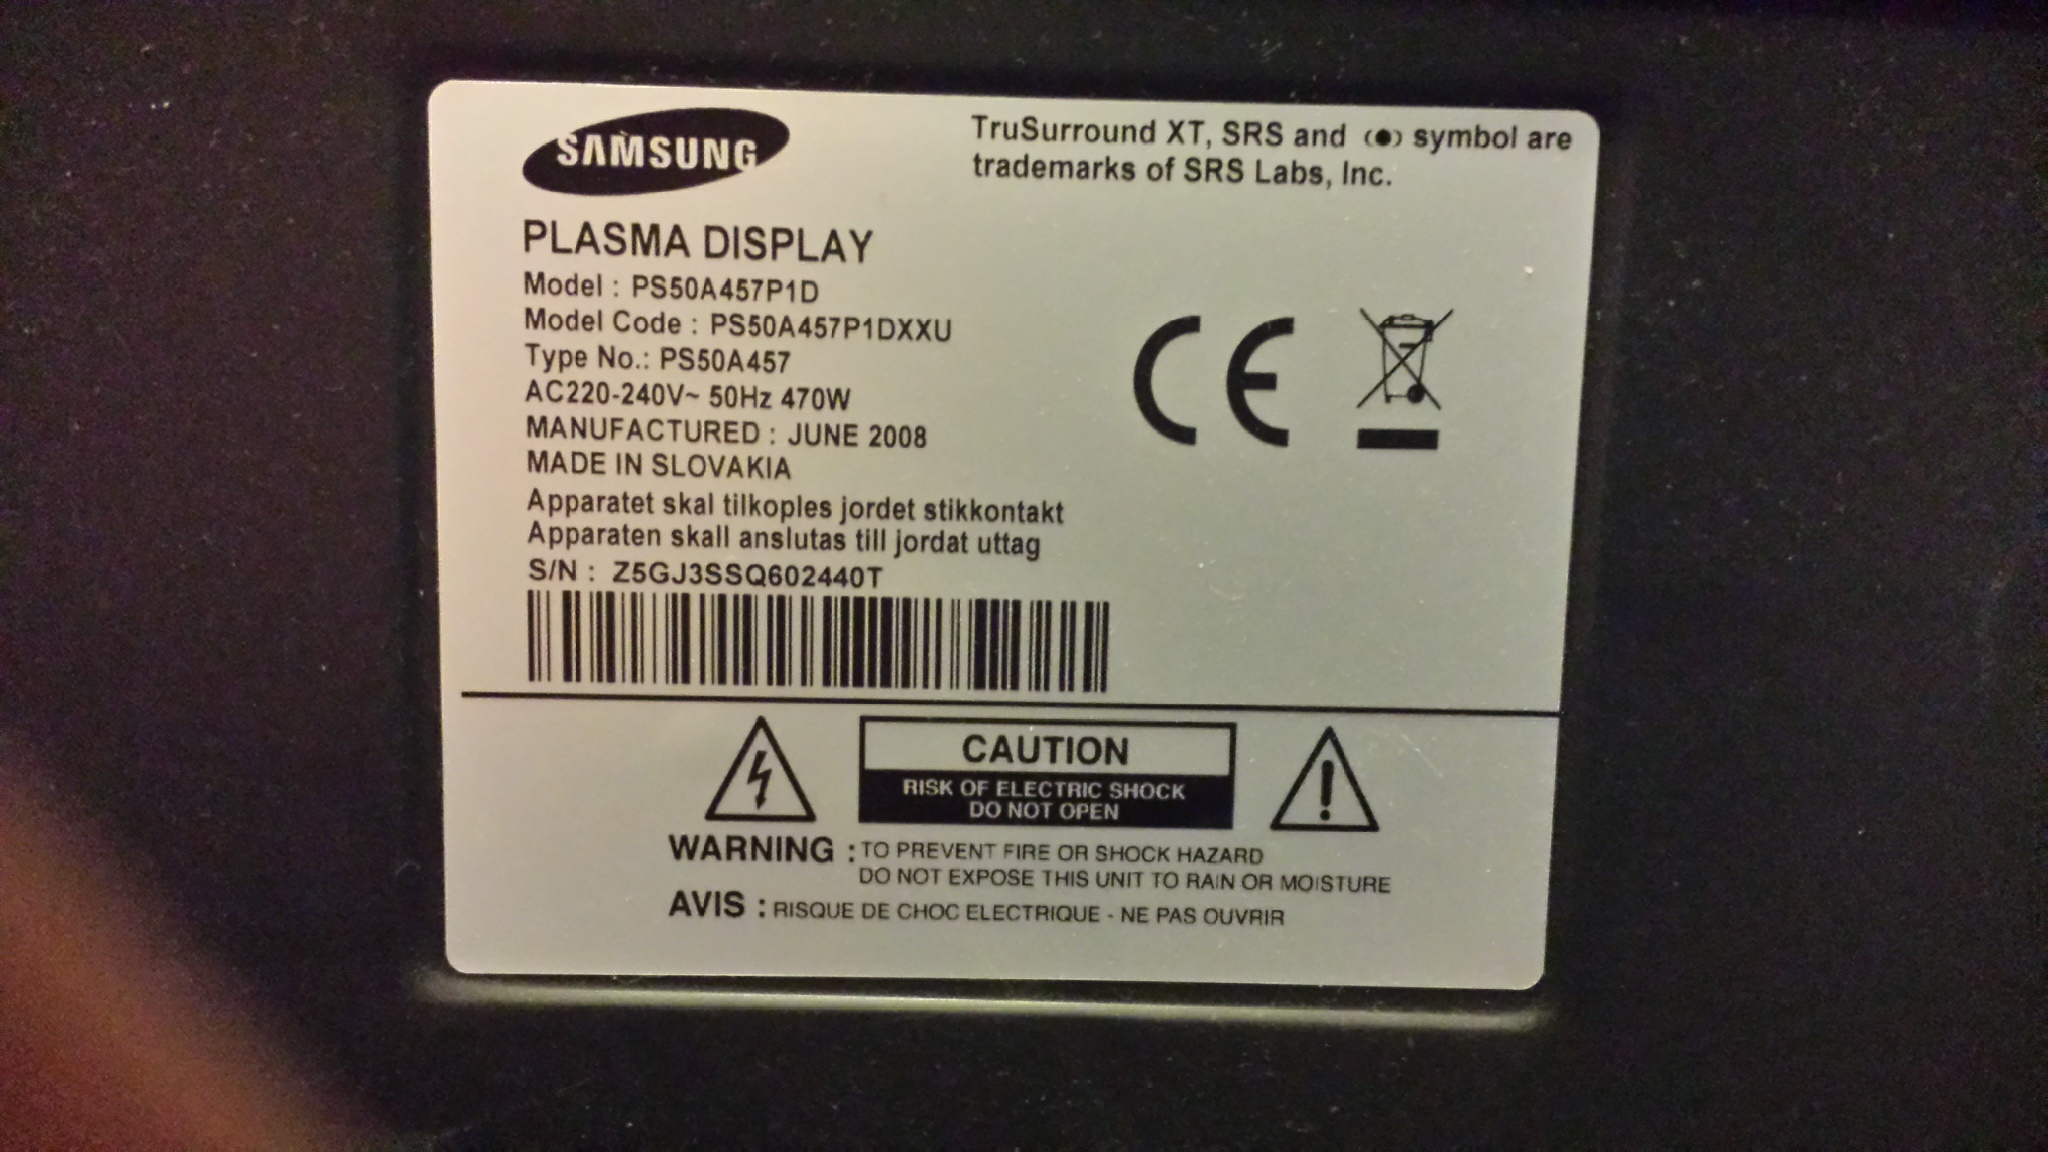 SAMSUNG
TruSurround XT, SRS and (●) symbol are
trademarks of SRS Labs, Inc.
PLASMA DISPLAY
Model : PS50A457P1D
Model Code : PS50A457P1DXXU
Type No.: PS50A457
AC220-240V~ 50Hz 470W
MANUFACTURED : JUNE 2008
MADE IN SLOVAKIA
Apparatet skal tilkoples jordet stikkontakt
Apparaten skall anslutas till jordat uttag
S/N : Z5GJ3SSQ602440T
CE
CAUTION
RISK OF ELECTRIC SHOCK
DO NOT OPEN
WARNING : TO PREVENT FIRE OR SHOCK HAZARD
DO NOT EXPOSE THIS UNIT TO RAIN OR MOISTURE
AVIS : RISQUE DE CHOC ELECTRIQUE - NE PAS OUVRIR